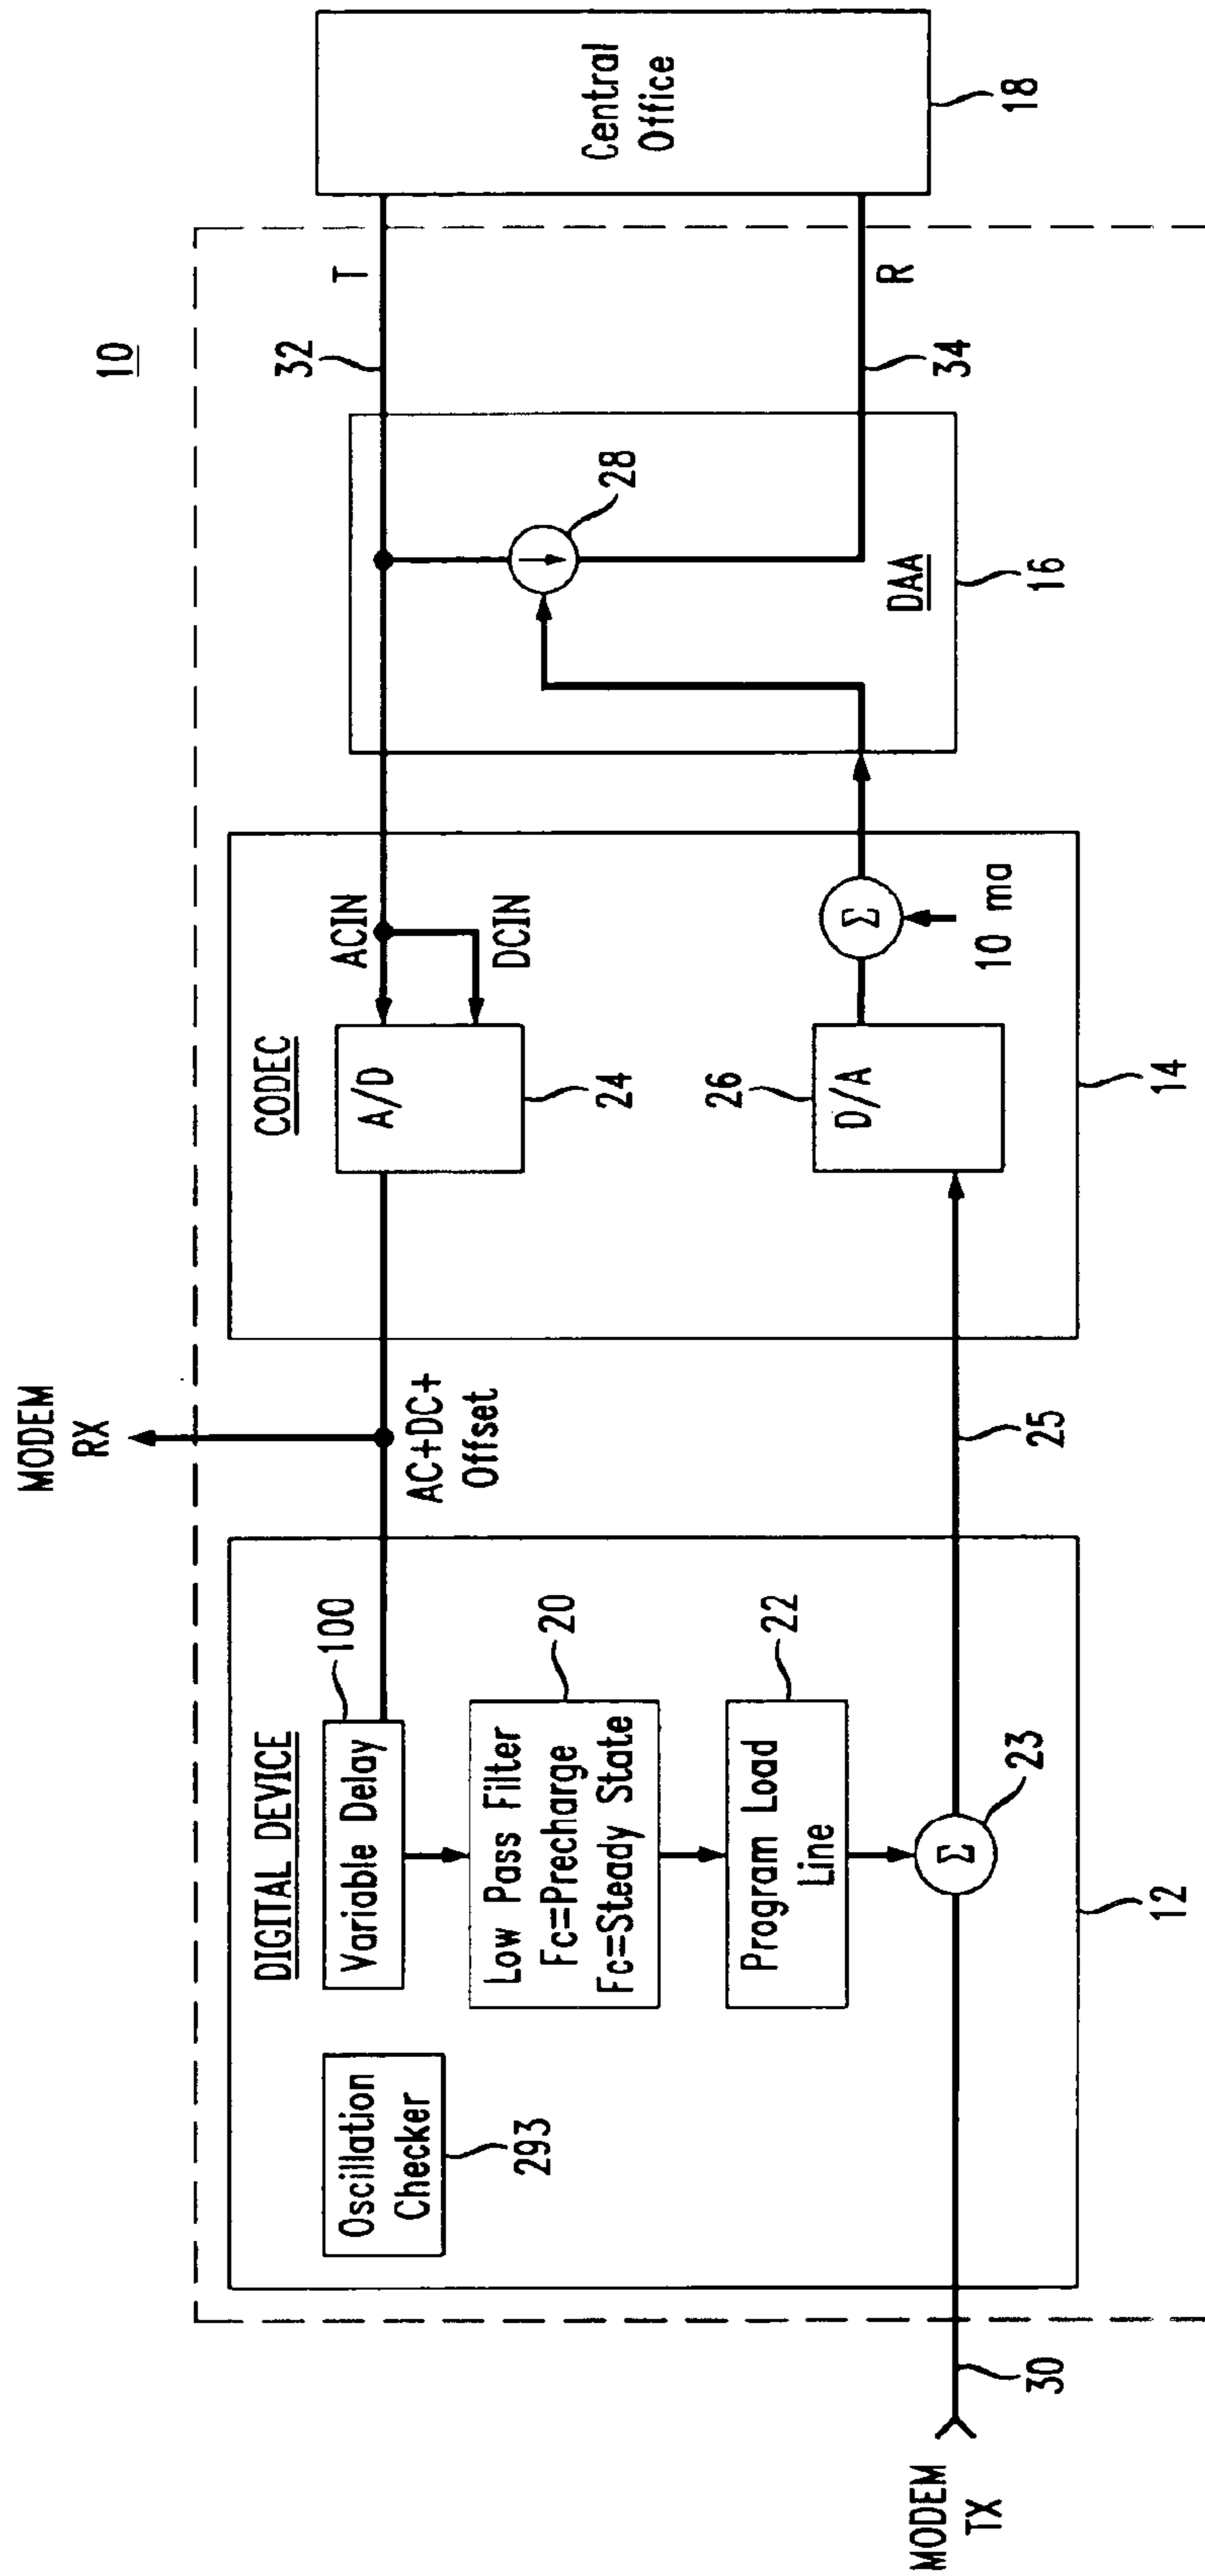 10
MODEM
RX
DIGITAL DEVICE
Oscillation
Checker
293
Variable Delay
100
Low Pass Filter
Fc=Precharge
Fc=Steady State
20
Program Load
Line
22
Σ
23
12
MODEM
TX
30
AC+DC+
Offset
25
CODEC
A/D
24
ACIN
DCIN
26
D/A
Σ
10 ma
14
28
DAA
16
32
T
R
34
Central
Office
18